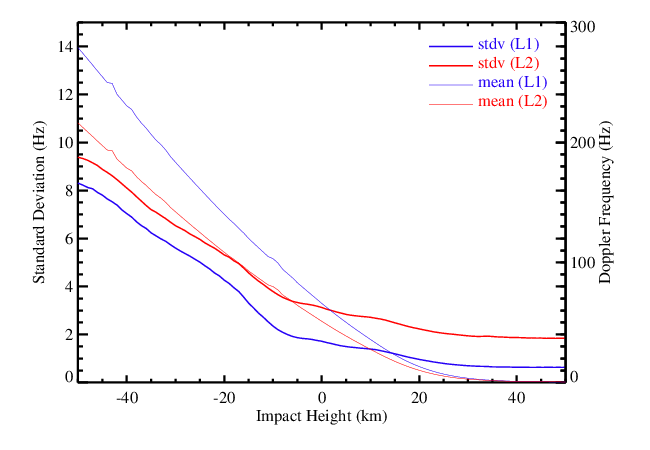 14
12
10
8
6
4
2
0
300
200
100
0
-40
-20
0
20
40
Standard Deviation (Hz)
Doppler Frequency (Hz)
Impact Height (km)
stdv (L1)
stdv (L2)
mean (L1)
mean (L2)